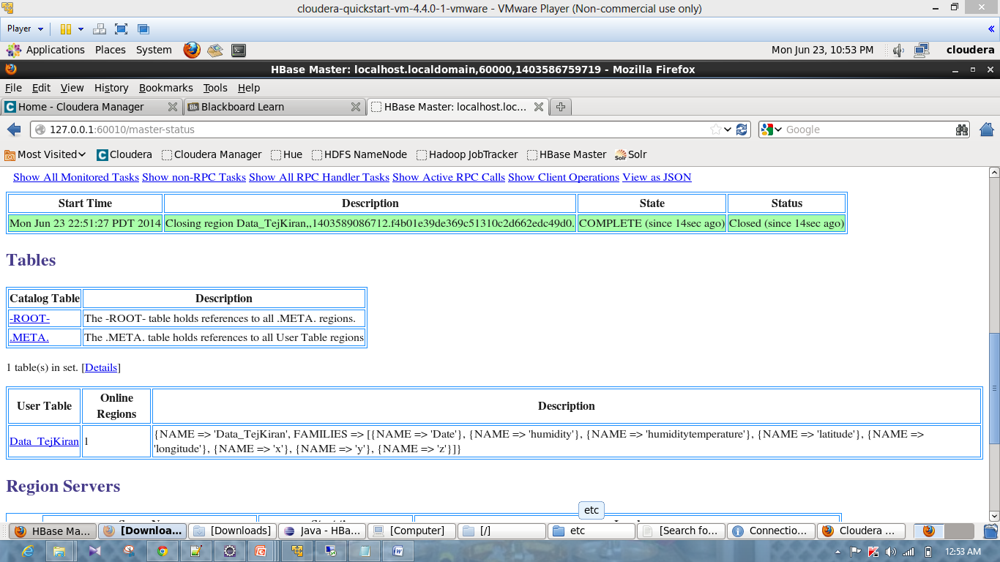 cloudera-quickstart-vm-4.4.0-1-vmware - VMware Player (Non-commercial use only)
Player
Applications Places System Mon Jun 23, 10:53 PM cloudera
HBase Master: localhost.localdomain,60000,1403586759719 - Mozilla Firefox
File Edit View History Bookmarks Tools Help
Home - Cloudera Manager Blackboard Learn HBase Master: localhost.loc...
127.0.0.1:60010/master-status Google
Most Visited Cloudera Cloudera Manager Hue HDFS NameNode Hadoop JobTracker HBase Master Solr
Show All Monitored Tasks Show non-RPC Tasks Show All RPC Handler Tasks Show Active RPC Calls Show Client Operations View as JSON
Start Time Description State Status
Mon Jun 23 22:51:27 PDT 2014 Closing region Data_TejKiran,,1403589086712.f4b01e39de369c51310c2d662edc49d0. COMPLETE (since 14sec ago) Closed (since 14sec ago)
Tables
Catalog Table Description
-ROOT- The -ROOT- table holds references to all .META. regions.
.META. The .META. table holds references to all User Table regions
1 table(s) in set. [Details]
User Table Online Regions Description
Data_TejKiran 1 {NAME => 'Data_TejKiran', FAMILIES => [{NAME => 'Date'}, {NAME => 'humidity'}, {NAME => 'humiditytemperature'}, {NAME => 'latitude'}, {NAME =>
'longitude'}, {NAME => 'x'}, {NAME => 'y'}, {NAME => 'z'}]}
Region Servers
etc
HBase Ma... [Downloa... [Downloads] Java - HBa... [Computer] [/] etc [Search fo... Connectio... Cloudera ...
12:53 AM